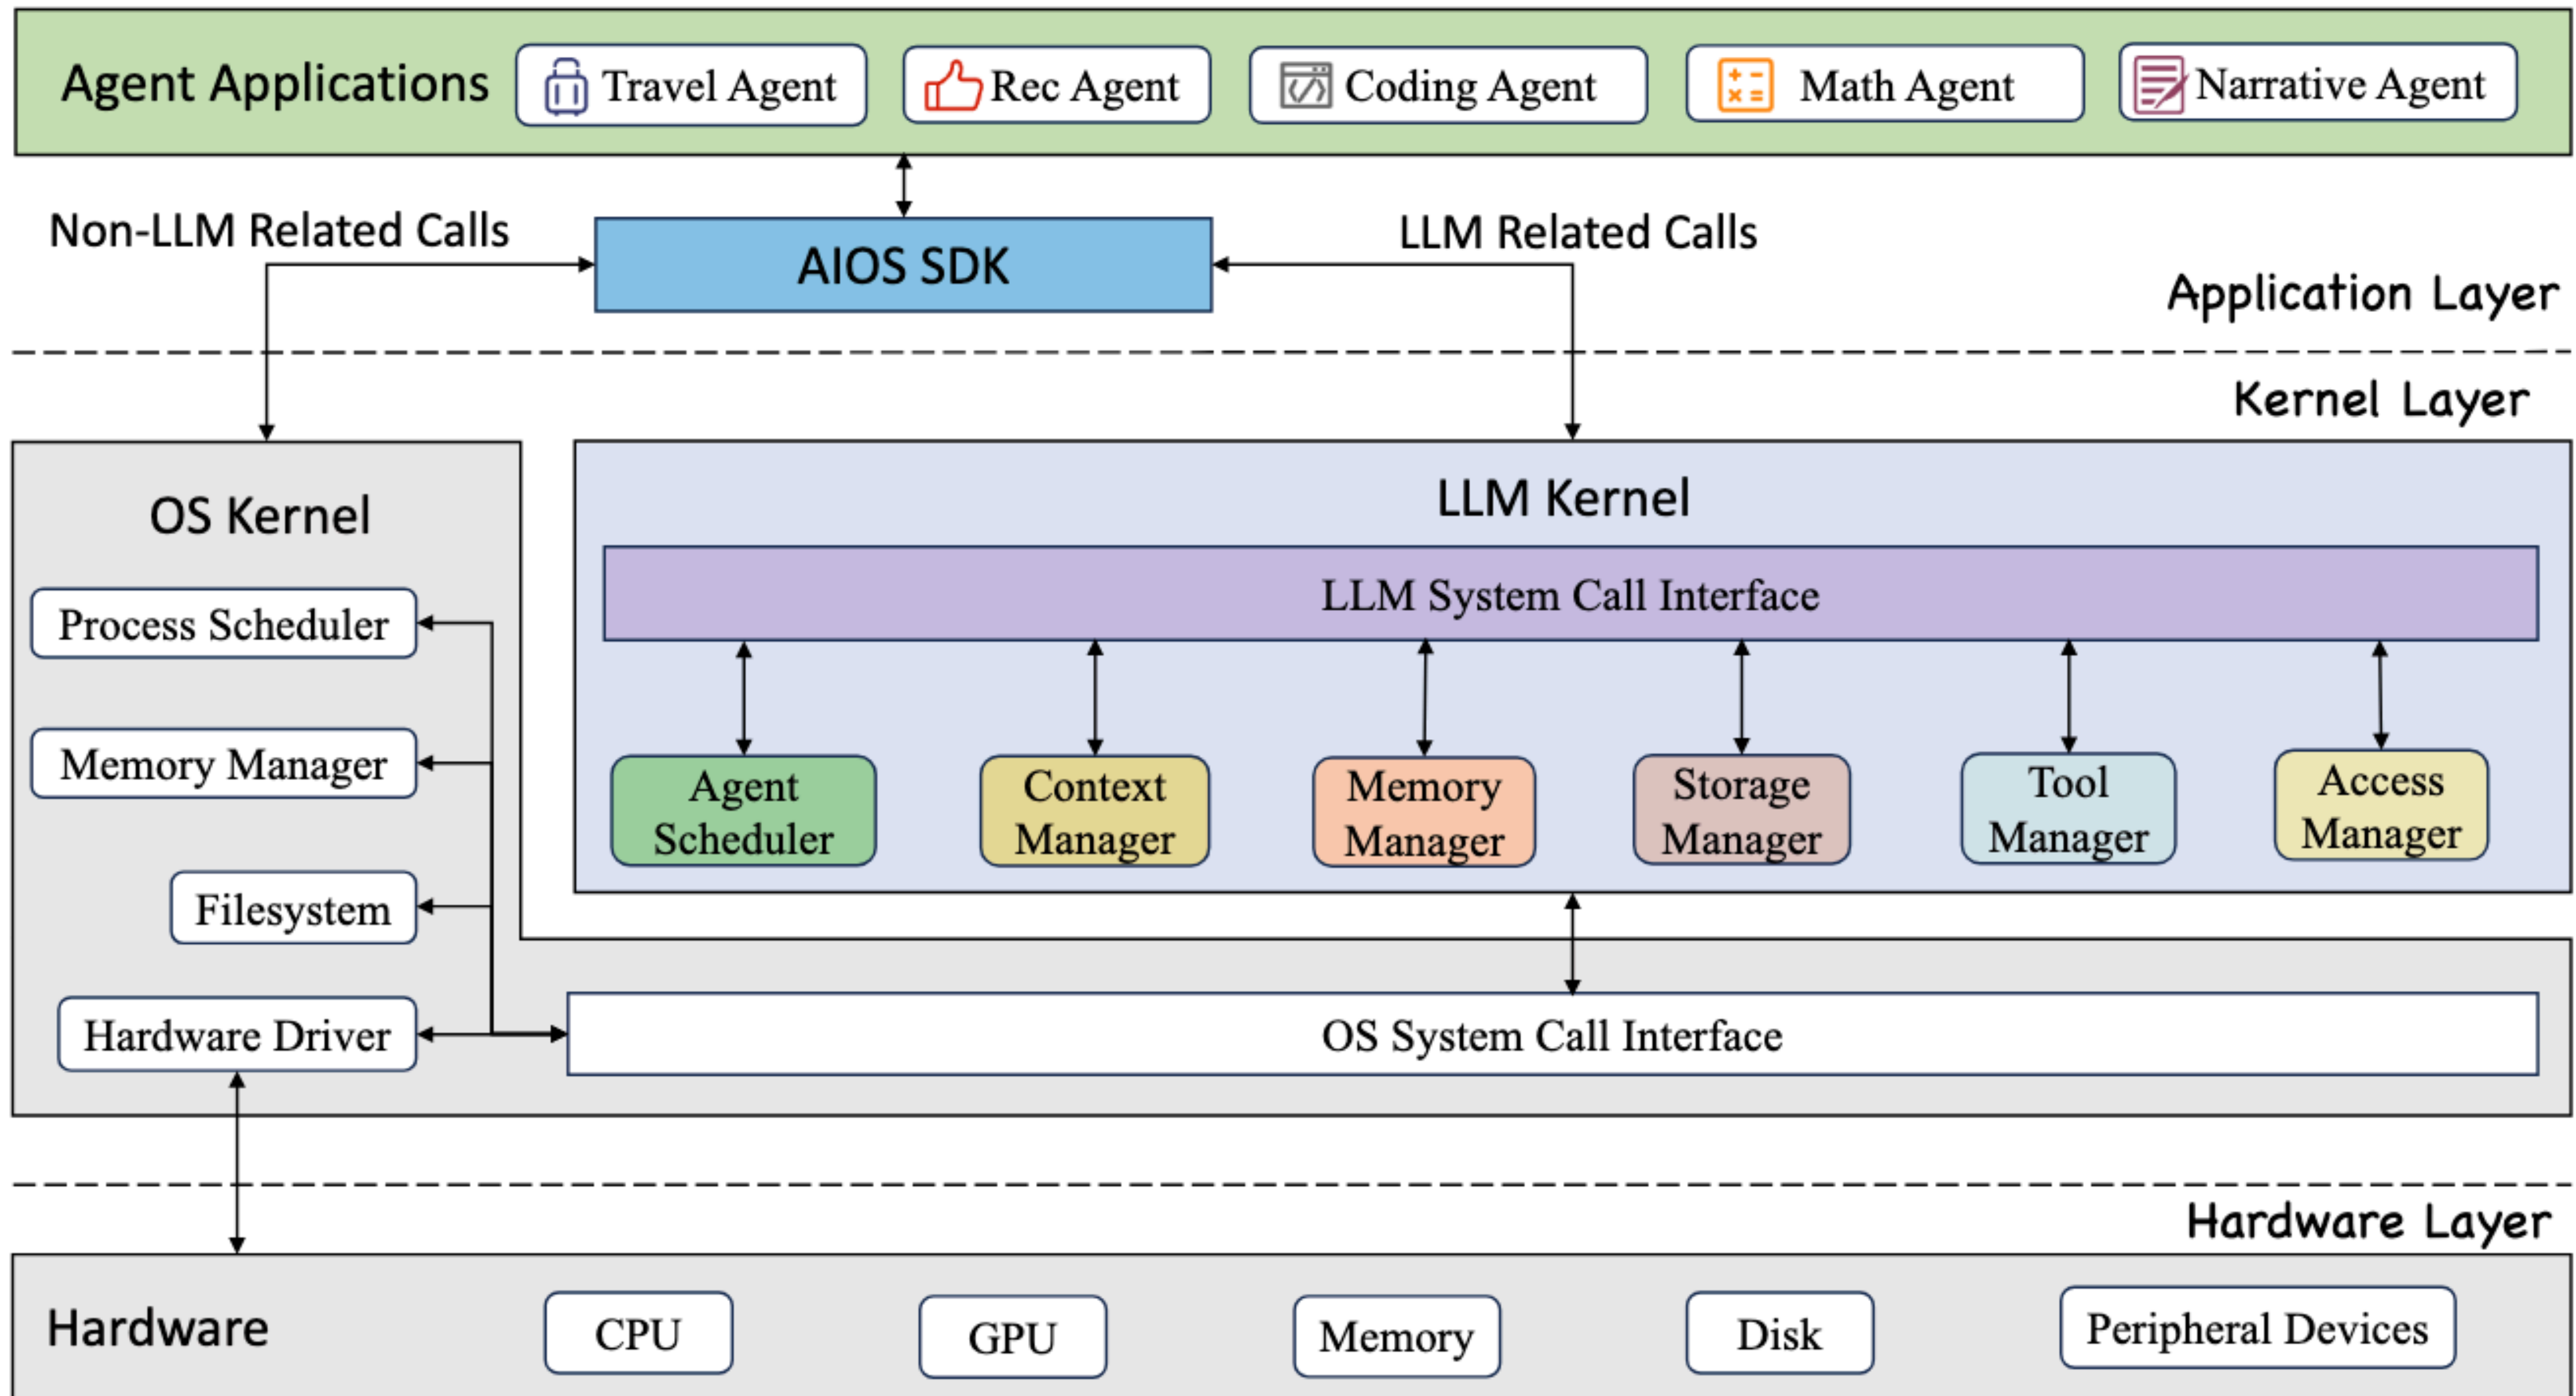 Agent Applications
Travel Agent
Rec Agent
Coding Agent
Math Agent
Narrative Agent
Non-LLM Related Calls
AIOS SDK
LLM Related Calls
Application Layer
Kernel Layer
OS Kernel
Process Scheduler
Memory Manager
Filesystem
Hardware Driver
LLM Kernel
LLM System Call Interface
Agent
Scheduler
Context
Manager
Memory
Manager
Storage
Manager
Tool
Manager
Access
Manager
OS System Call Interface
Hardware Layer
Hardware
CPU
GPU
Memory
Disk
Peripheral Devices